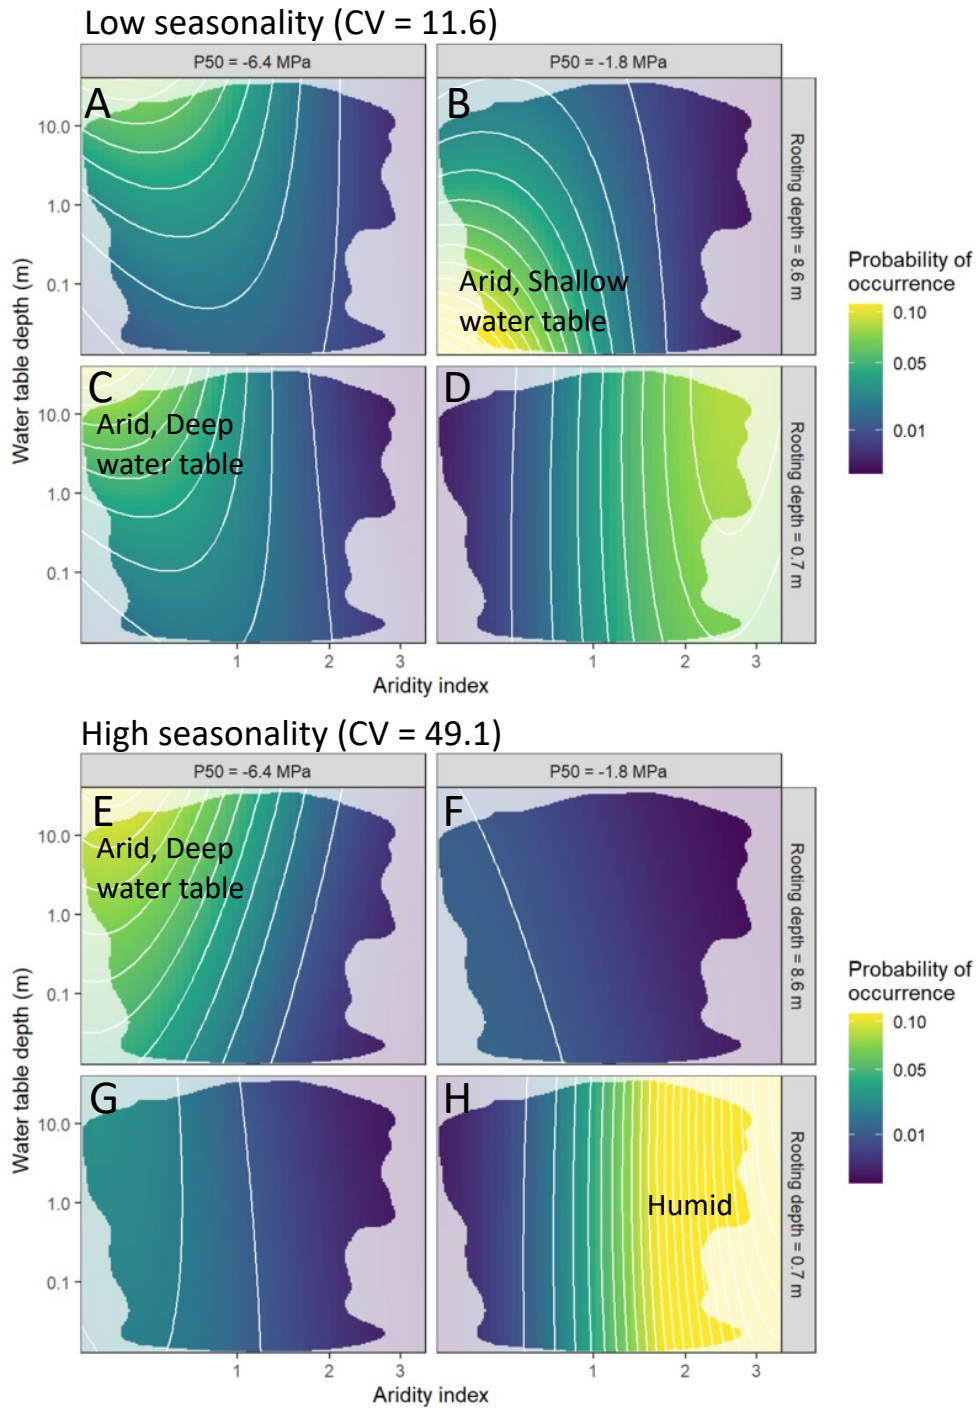 Low seasonality (CV = 11.6)
P50 = -6.4 MPa
P50 = -1.8 MPa
A
B
10.0
1.0
0.1
Arid, Shallow
water table
Rooting depth = 8.6 m
C
D
Arid, Deep
water table
10.0
1.0
0.1
Rooting depth = 0.7 m
Water table depth (m)
1
2
3
1
2
3
Aridity index
Probability of
occurrence
0.10
0.05
0.01
High seasonality (CV = 49.1)
P50 = -6.4 MPa
P50 = -1.8 MPa
E
F
Arid, Deep
water table
10.0
1.0
0.1
Rooting depth = 8.6 m
G
H
10.0
1.0
0.1
Humid
Rooting depth = 0.7 m
Water table depth (m)
1
2
3
1
2
3
Aridity index
Probability of
occurrence
0.10
0.05
0.01